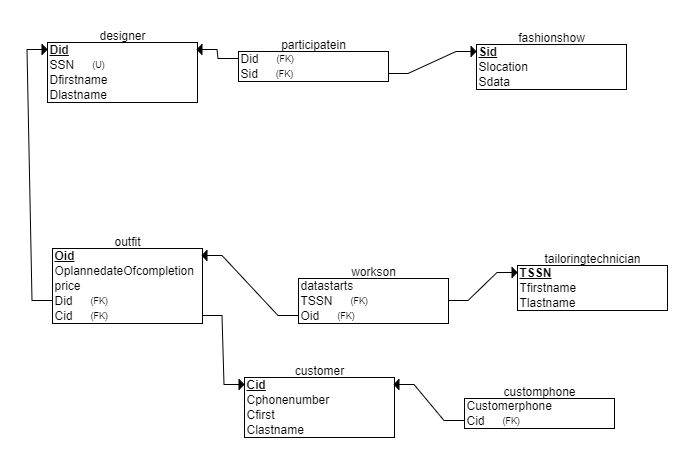 designer
Did
SSN (U)
Dfirstname
Dlastname
participatein
Did (FK)
Sid (FK)
fashionshow
Sid
Slocation
Sdata
outfit
Oid
OplannedateOfcompletion
price
Did (FK)
Cid (FK)
workson
datastarts
TSSN (FK)
Oid (FK)
tailoringtechnician
TSSN
Tfirstname
Tlastname
customer
Cid
Cphonenumber
Cfirst
Clastname
customphone
Customerphone
Cid (FK)